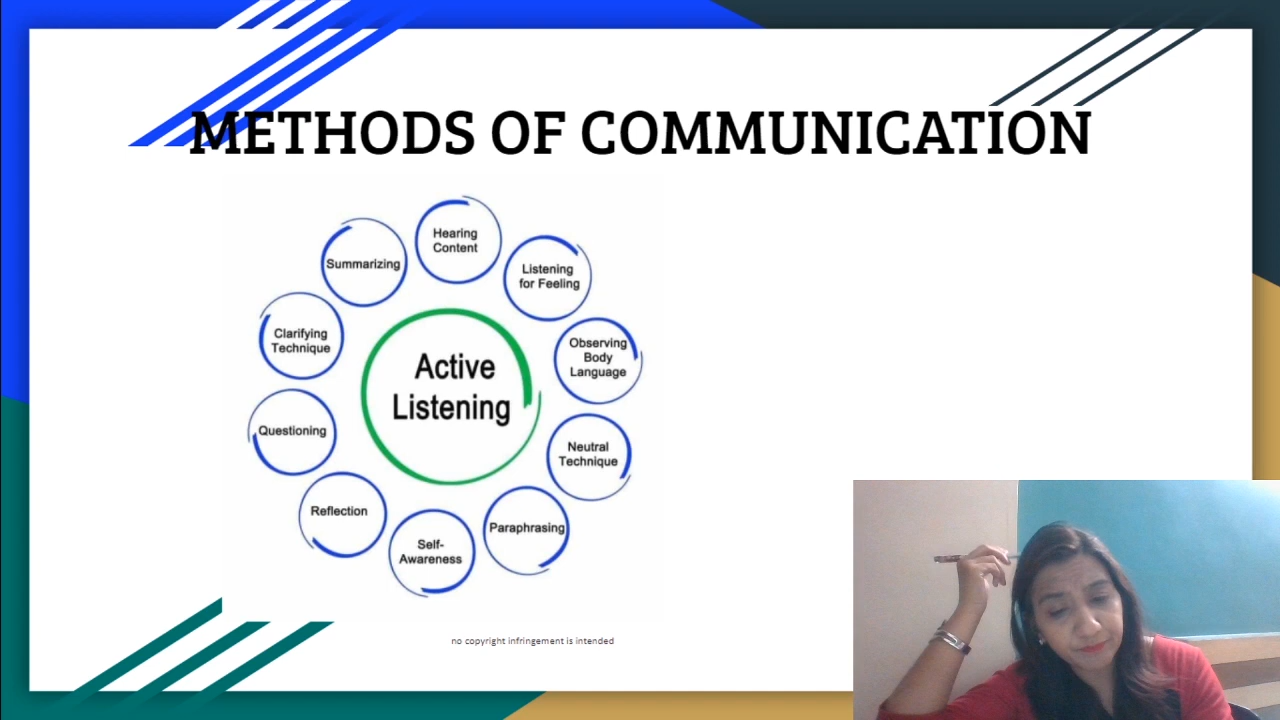 METHODS OF COMMUNICATION
Hearing
Content
Listening
for Feeling
Observing
Body
Language
Neutral
Technique
Paraphrasing
Self-
Awareness
Reflection
Questioning
Clarifying
Technique
Summarizing
Active
Listening
no copyright infringement is intended